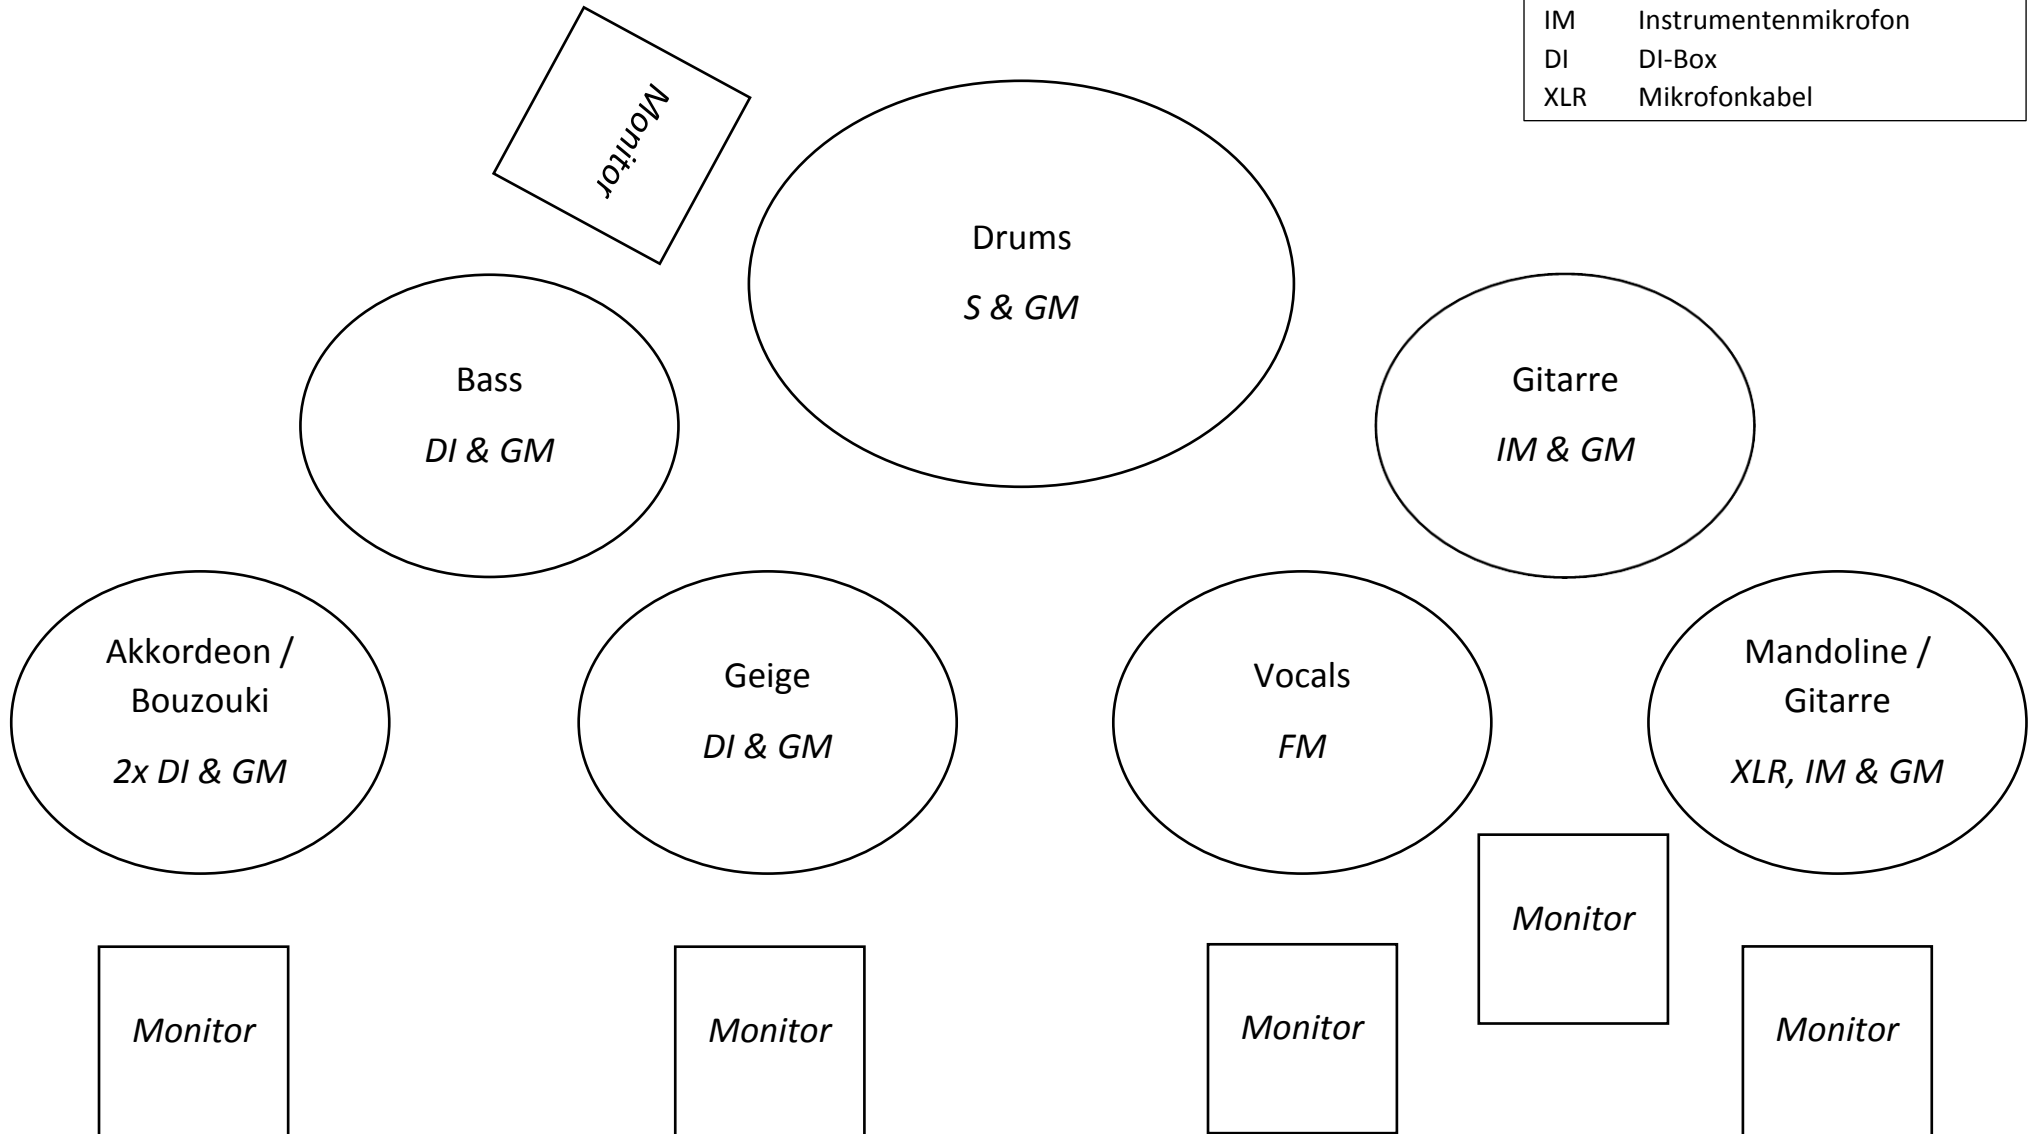 IM Instrumentenmikrofon
DI DI-Box
XLR Mikrofonkabel
Monitor
Drums
S & GM
Bass
DI & GM
Gitarre
IM & GM
Akkordeon /
Bouzouki
2x DI & GM
Geige
DI & GM
Vocals
FM
Mandoline /
Gitarre
XLR, IM & GM
Monitor
Monitor
Monitor
Monitor
Monitor